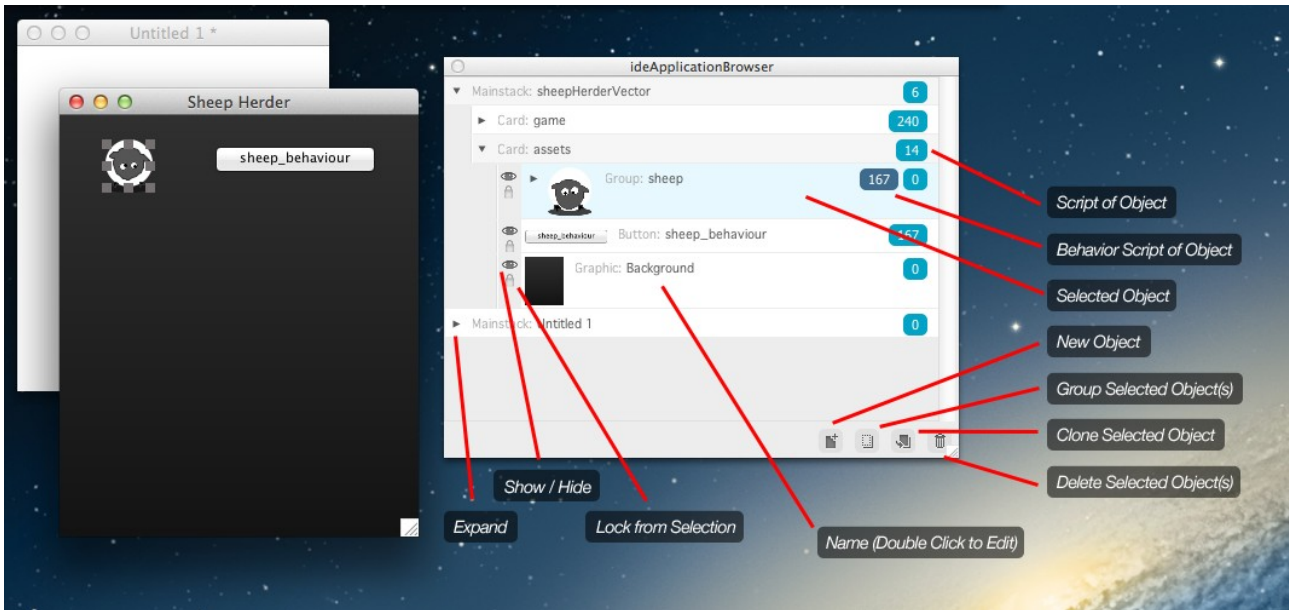 Untitled 1 *
Sheep Herder
sheep_behaviour
ideApplicationBrowser
Mainstack: sheepHerderVector 6
Card: game 240
Card: assets 14
Group: sheep 167 0
sheep_behaviour Button: sheep_behaviour 167
Graphic: Background 0
Mainstack: Untitled 1 0
Script of Object
Behavior Script of Object
Selected Object
New Object
Group Selected Object(s)
Clone Selected Object
Delete Selected Object(s)
Show / Hide
Expand
Lock from Selection
Name (Double Click to Edit)